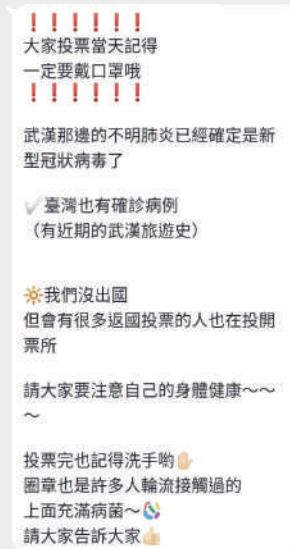 ❗❗❗❗❗❗
大家投票當天記得
一定要戴口罩哦
❗❗❗❗❗❗
武漢那邊的不明肺炎已經確定是新
型冠狀病毒了
✔️臺灣也有確診病例
（有近期的武漢旅遊史）
🔆我們沒出國
但會有很多返國投票的人也在投開
票所
請大家要注意自己的身體健康～～
～
投票完也記得洗手喲✋🏻
圈章也是許多人輪流接觸過的
上面充滿病菌～
請大家告訴大家👍🏻